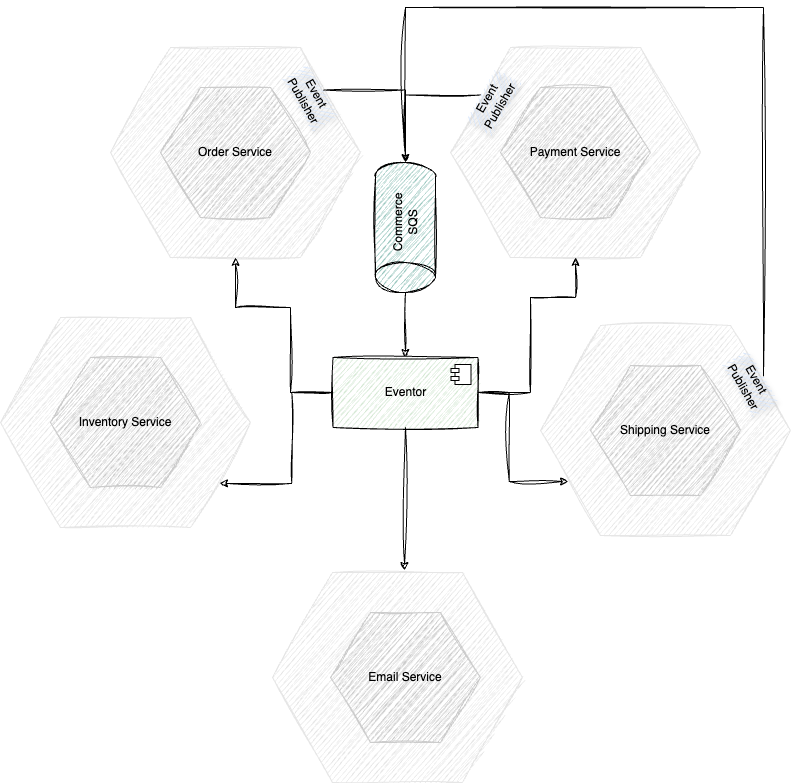 Event
Publisher
Event
Publisher
Order Service
Payment Service
Commerce
SQS
Event
Publisher
Eventor
Inventory Service
Shipping Service
Email Service